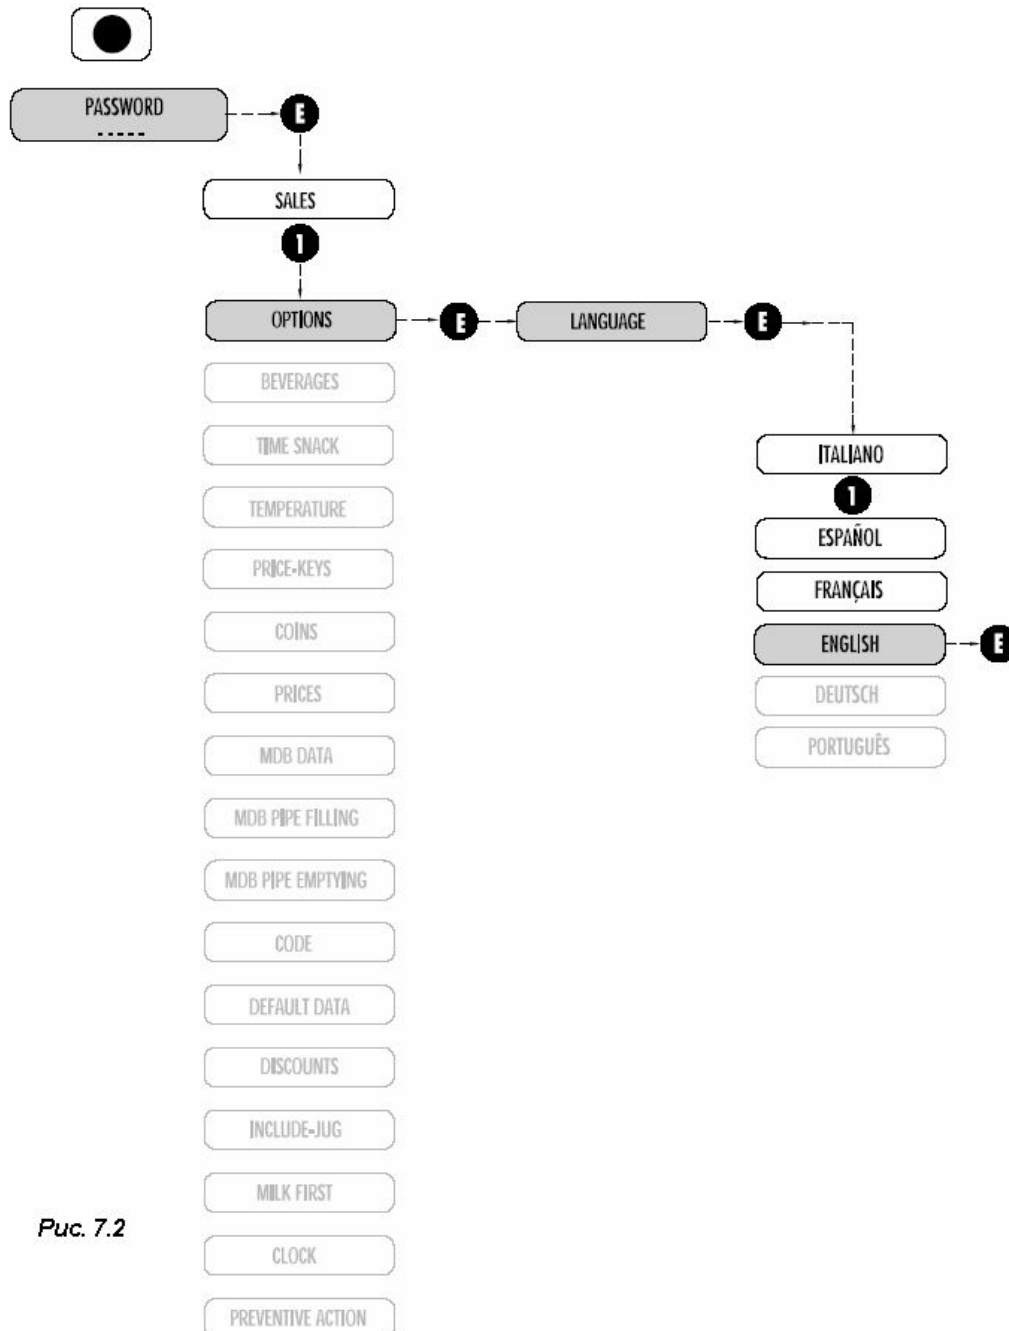 PASSWORD
-----
E
SALES
1
OPTIONS
E
LANGUAGE
E
BEVERAGES
TIME SNACK
TEMPERATURE
PRICE-KEYS
COINS
PRICES
MDB DATA
MDB PIPE FILLING
MDB PIPE EMPTYING
CODE
DEFAULT DATA
DISCOUNTS
INCLUDE-JUG
MILK FIRST
CLOCK
PREVENTIVE ACTION
ITALIANO
1
ESPAÑOL
FRANÇAIS
ENGLISH
E
DEUTSCH
PORTUGUÊS
Рис. 7.2